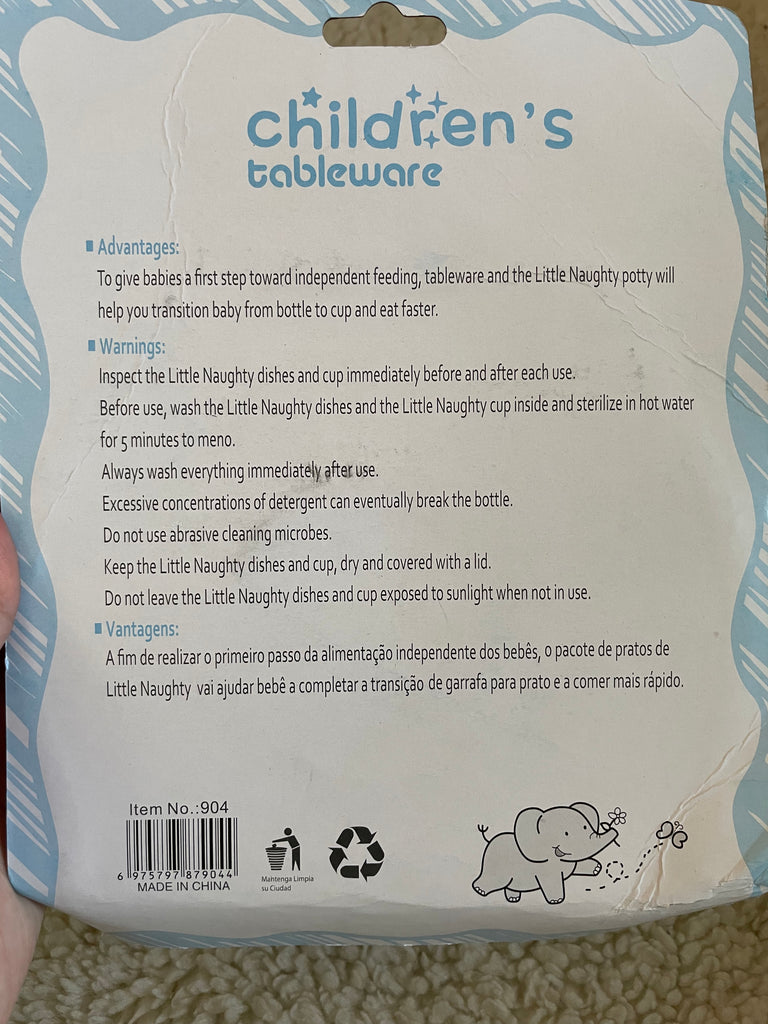 children's
tableware
Advantages:
To give babies a first step toward independent feeding, tableware and the Little Naughty potty will
help you transition baby from bottle to cup and eat faster.
Warnings:
Inspect the Little Naughty dishes and cup immediately before and after each use.
Before use, wash the Little Naughty dishes and the Little Naughty cup inside and sterilize in hot water
for 5 minutes to meno.
Always wash everything immediately after use.
Excessive concentrations of detergent can eventually break the bottle.
Do not use abrasive cleaning microbes.
Keep the Little Naughty dishes and cup, dry and covered with a lid.
Do not leave the Little Naughty dishes and cup exposed to sunlight when not in use.
Vantagens:
A fim de realizar o primeiro passo da alimentação independente dos bebês, o pacote de pratos de
Little Naughty vai ajudar bebê a completar a transição de garrafa para prato e a comer mais rápido.
Item No.:904
6 975797 879044
MADE IN CHINA
Mantenga Limpia
su Ciudad